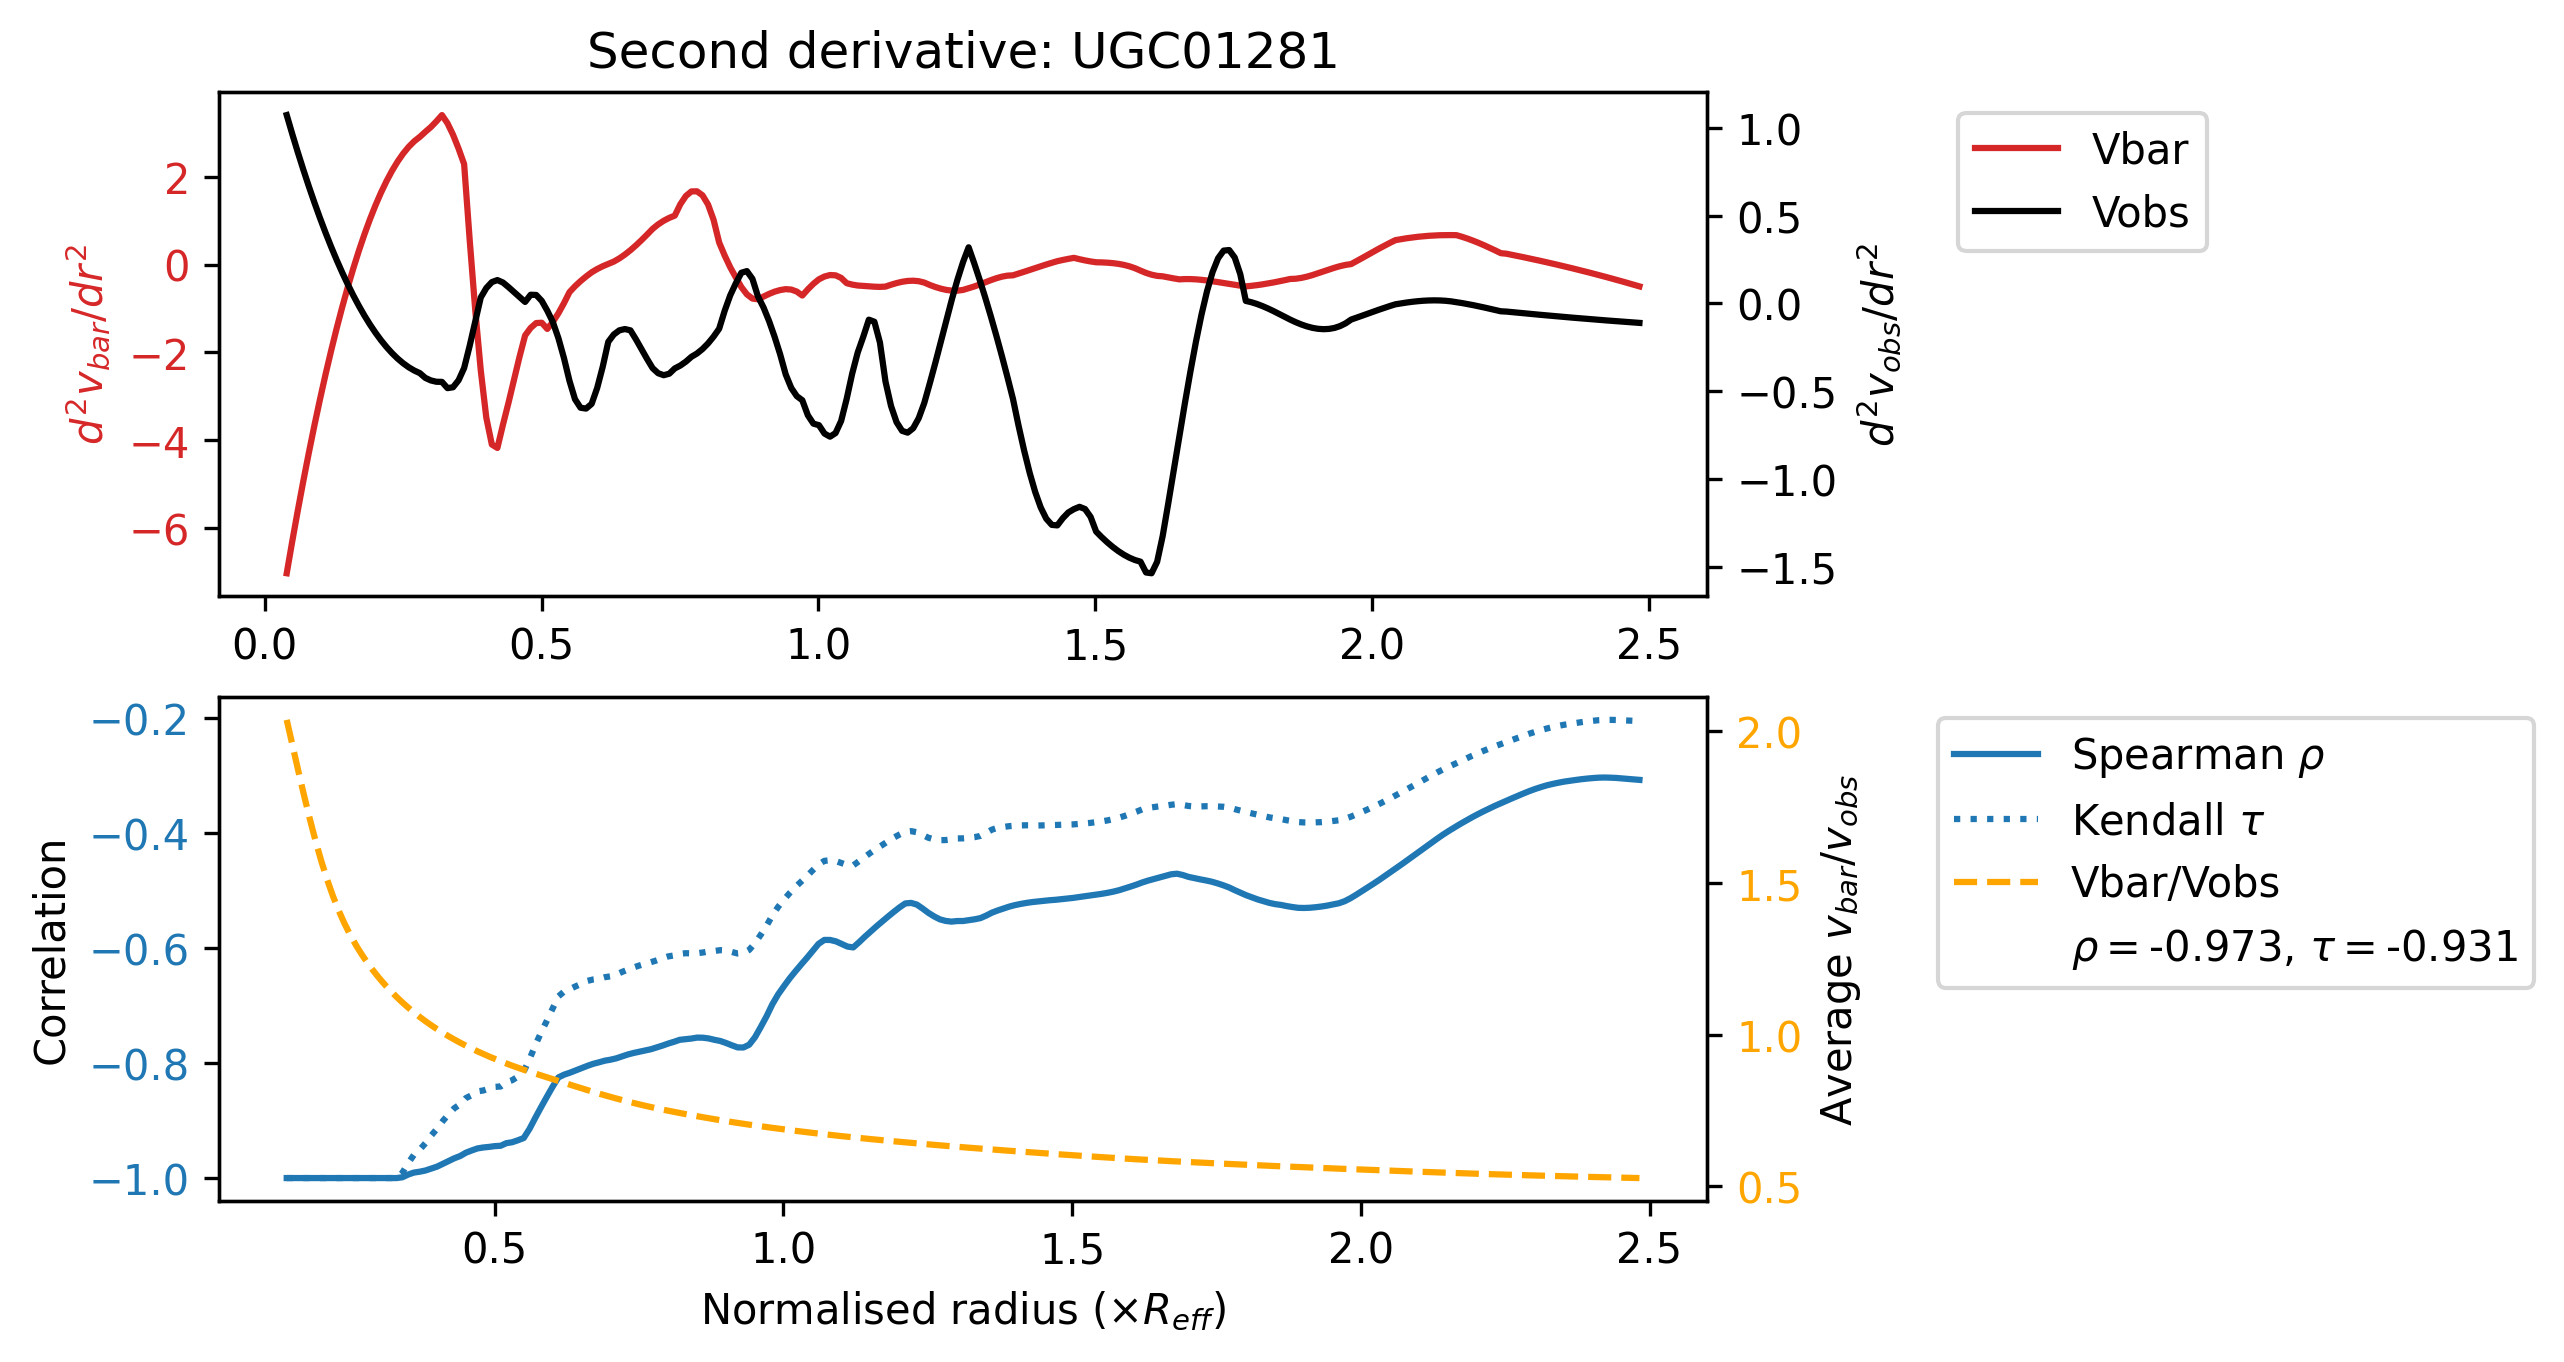 Second derivative: UGC01281
d²v_bar/dr²
2
0
−2
−4
−6
1.0
0.5
0.0
−0.5
−1.0
−1.5
d²v_obs/dr²
0.0 0.5 1.0 1.5 2.0 2.5
Vbar
Vobs
Correlation
−0.2
−0.4
−0.6
−0.8
−1.0
2.0
1.5
1.0
0.5
Average v_bar/v_obs
0.5 1.0 1.5 2.0 2.5
Normalised radius (×R_eff)
Spearman ρ
Kendall τ
Vbar/Vobs
ρ = -0.973, τ = -0.931